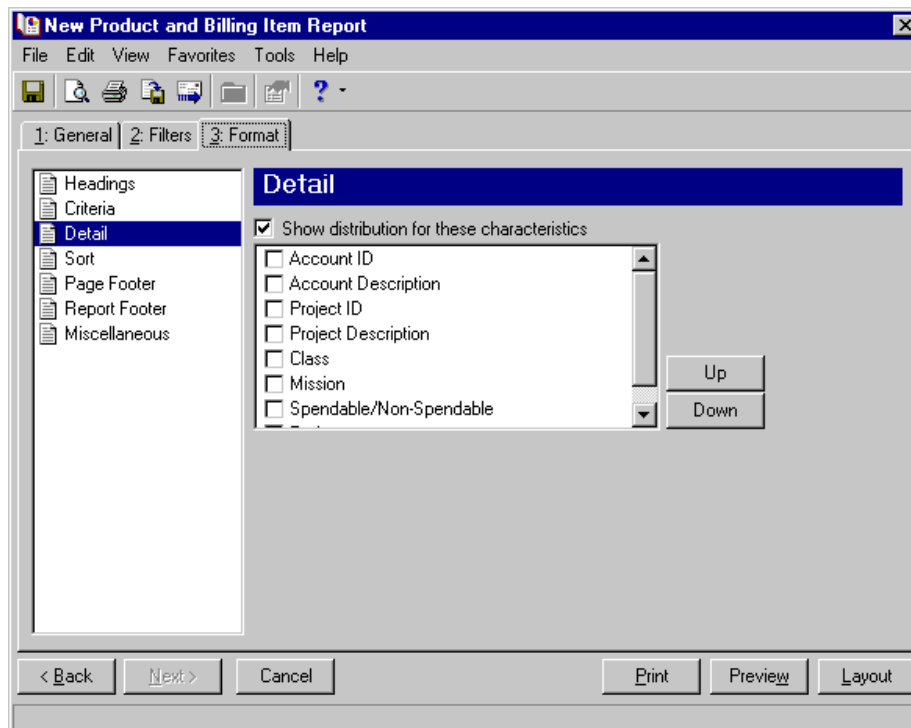 New Product and Billing Item Report
File Edit View Favorites Tools Help
?
1: General 2: Filters 3: Format
Headings
Criteria
Detail
Sort
Page Footer
Report Footer
Miscellaneous
Detail
Show distribution for these characteristics
Account ID
Account Description
Project ID
Project Description
Class
Mission
Spendable/Non-Spendable
Up
Down
< Back Next > Cancel Print Preview Layout